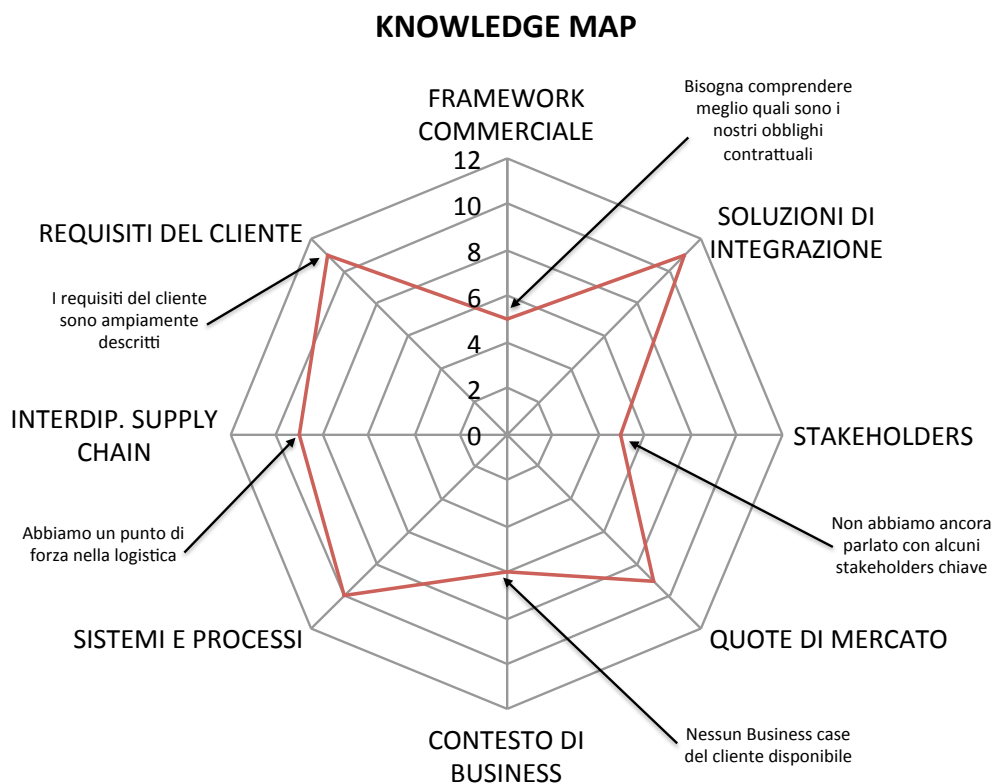 KNOWLEDGE MAP
FRAMEWORK
COMMERCIALE
Bisogna comprendere
meglio quali sono i
nostri obblighi
contrattuali
SOLUZIONI DI
INTEGRAZIONE
REQUISITI DEL CLIENTE
I requisiti del cliente
sono ampiamente
descritti
12
10
8
6
4
2
0
INTERDIP. SUPPLY
CHAIN
STAKEHOLDERS
Abbiamo un punto di
forza nella logistica
Non abbiamo ancora
parlato con alcuni
stakeholders chiave
SISTEMI E PROCESSI
QUOTE DI MERCATO
CONTESTO DI
BUSINESS
Nessun Business case
del cliente disponibile